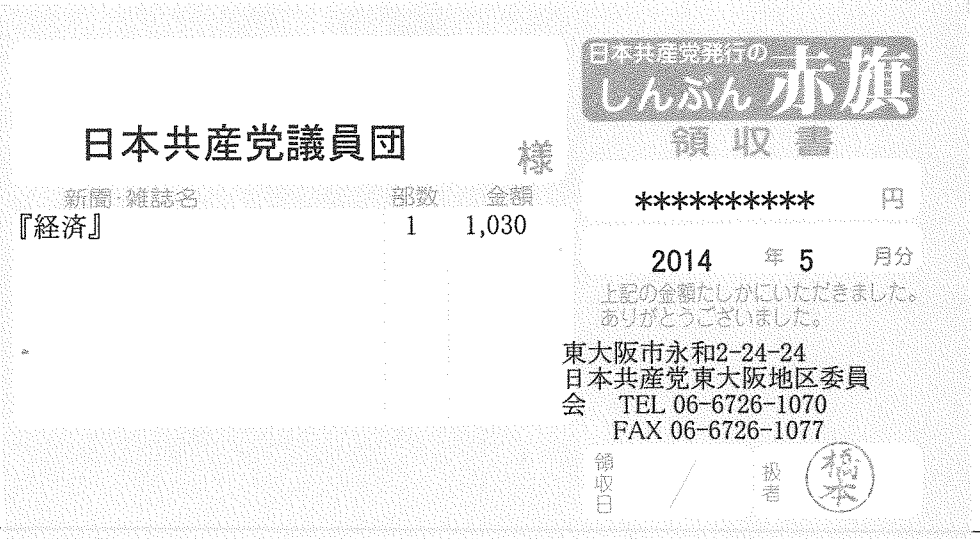 日本共産党議員団 様
新聞・雑誌名 部数 金額
『経済』 1 1,030
日本共産党発行の
しんぶん赤旗
領収書
********** 円
2014 年 5 月分
上記の金額たしかにいただきました。
ありがとうございました。
東大阪市永和2-24-24
日本共産党東大阪地区委員
会 TEL 06-6726-1070
FAX 06-6726-1077
領収日 /
扱者 橋本